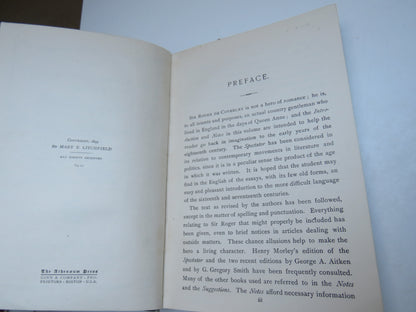 COPYRIGHT, 1899
BY MARY E. LITCHFIELD
ALL RIGHTS RESERVED
The Athenæum Press
GINN & COMPANY · PRO-
PRIETORS · BOSTON · U.S.A.
PREFACE.
SIR ROGER DE COVERLEY is not a hero of romance; he is,
to all intents and purposes, an actual country gentleman who
lived in England in the days of Queen Anne; and the Intro-
duction and Notes in this volume are intended to help the
reader go back in imagination to the early years of the
eighteenth century. The Spectator has been considered in
its relation to contemporary movements in literature and
politics, since it is a peculiar sense the product of the age
in which it was written. It is hoped that the student may
find in the English of the essays, with its few old forms, an
easy and pleasant introduction to the more difficult language
of the sixteenth and seventeenth centuries.
The text as revised by the authors has been followed,
except in the matter of spelling and punctuation. Everything
relating to Sir Roger that might properly be included has
been given, even to brief notices in articles dealing with
outside matters. These chance allusions help to make the
hero a living character. Henry Morley's edition of the
Spectator and the two recent editions by George A. Aitken
and by G. Gregory Smith have been frequently consulted.
Many of the other books used are referred to in the Notes
and the Suggestions. The Notes afford necessary information
iii